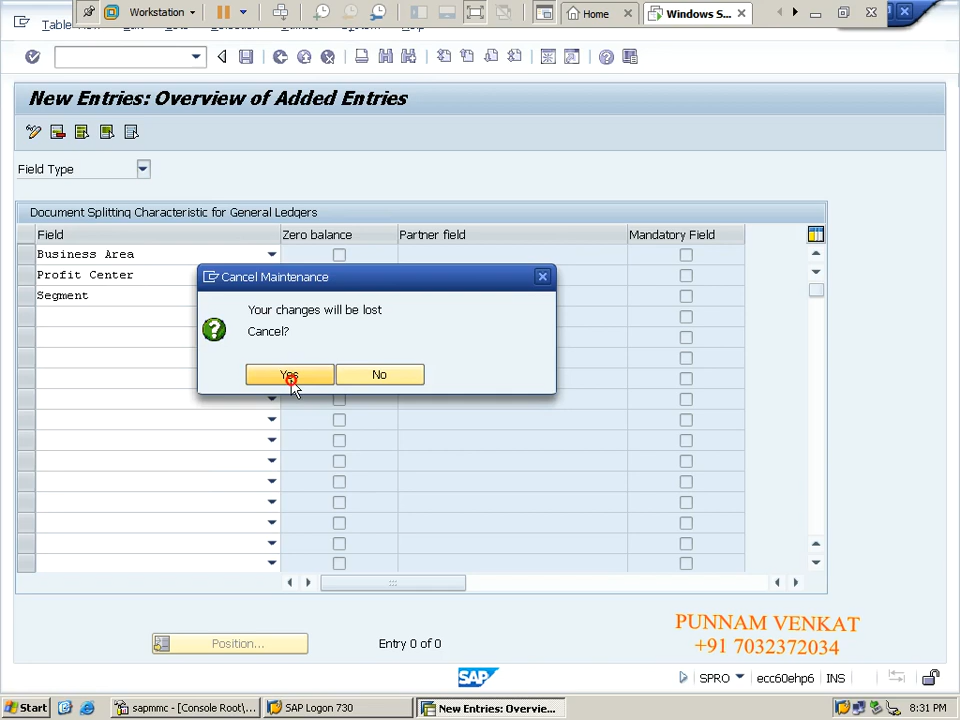 Workstation
Home
Windows S...
New Entries: Overview of Added Entries
Field Type
Document Splitting Characteristic for General Ledgers
Field Zero balance Partner field Mandatory Field
Business Area
Profit Center
Segment
Cancel Maintenance
Your changes will be lost
Cancel?
Yes No
Position... Entry 0 of 0
PUNNAM VENKAT
+91 7032372034
SAP
SPRO ecc60ehp6 INS
Start sapmmc - [Console Root\... SAP Logon 730 New Entries: Overvie... 8:31 PM